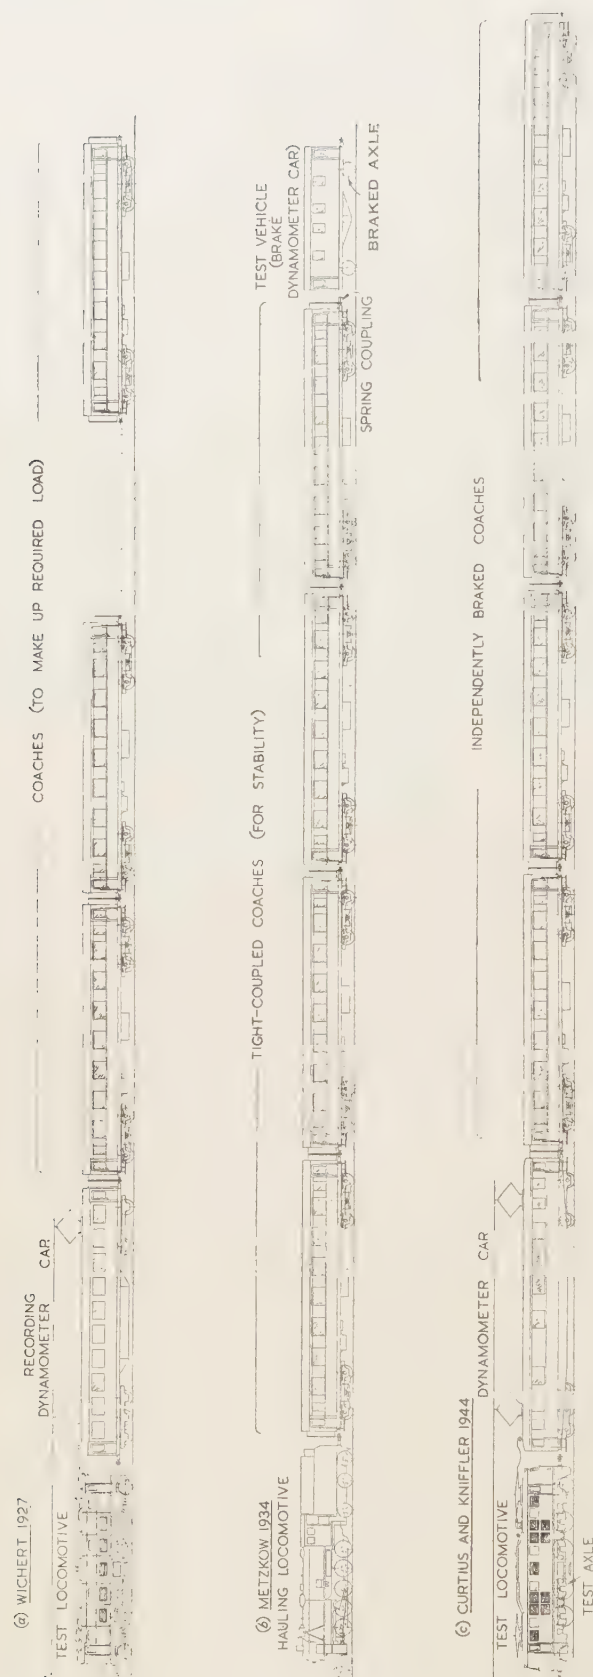 (a) WICHERT 1927
TEST LOCOMOTIVE
RECORDING
DYNAMOMETER CAR
COACHES (TO MAKE UP REQUIRED LOAD)
(b) METZKOW 1934
HAULING LOCOMOTIVE
TIGHT-COUPLED COACHES (FOR STABILITY)
TEST VEHICLE
(BRAKE
DYNAMOMETER CAR)
SPRING COUPLING
BRAKED AXLE
(c) CURTIUS AND KNIFFLER 1944
TEST LOCOMOTIVE
DYNAMOMETER CAR
INDEPENDENTLY BRAKED COACHES
TEST AXLE